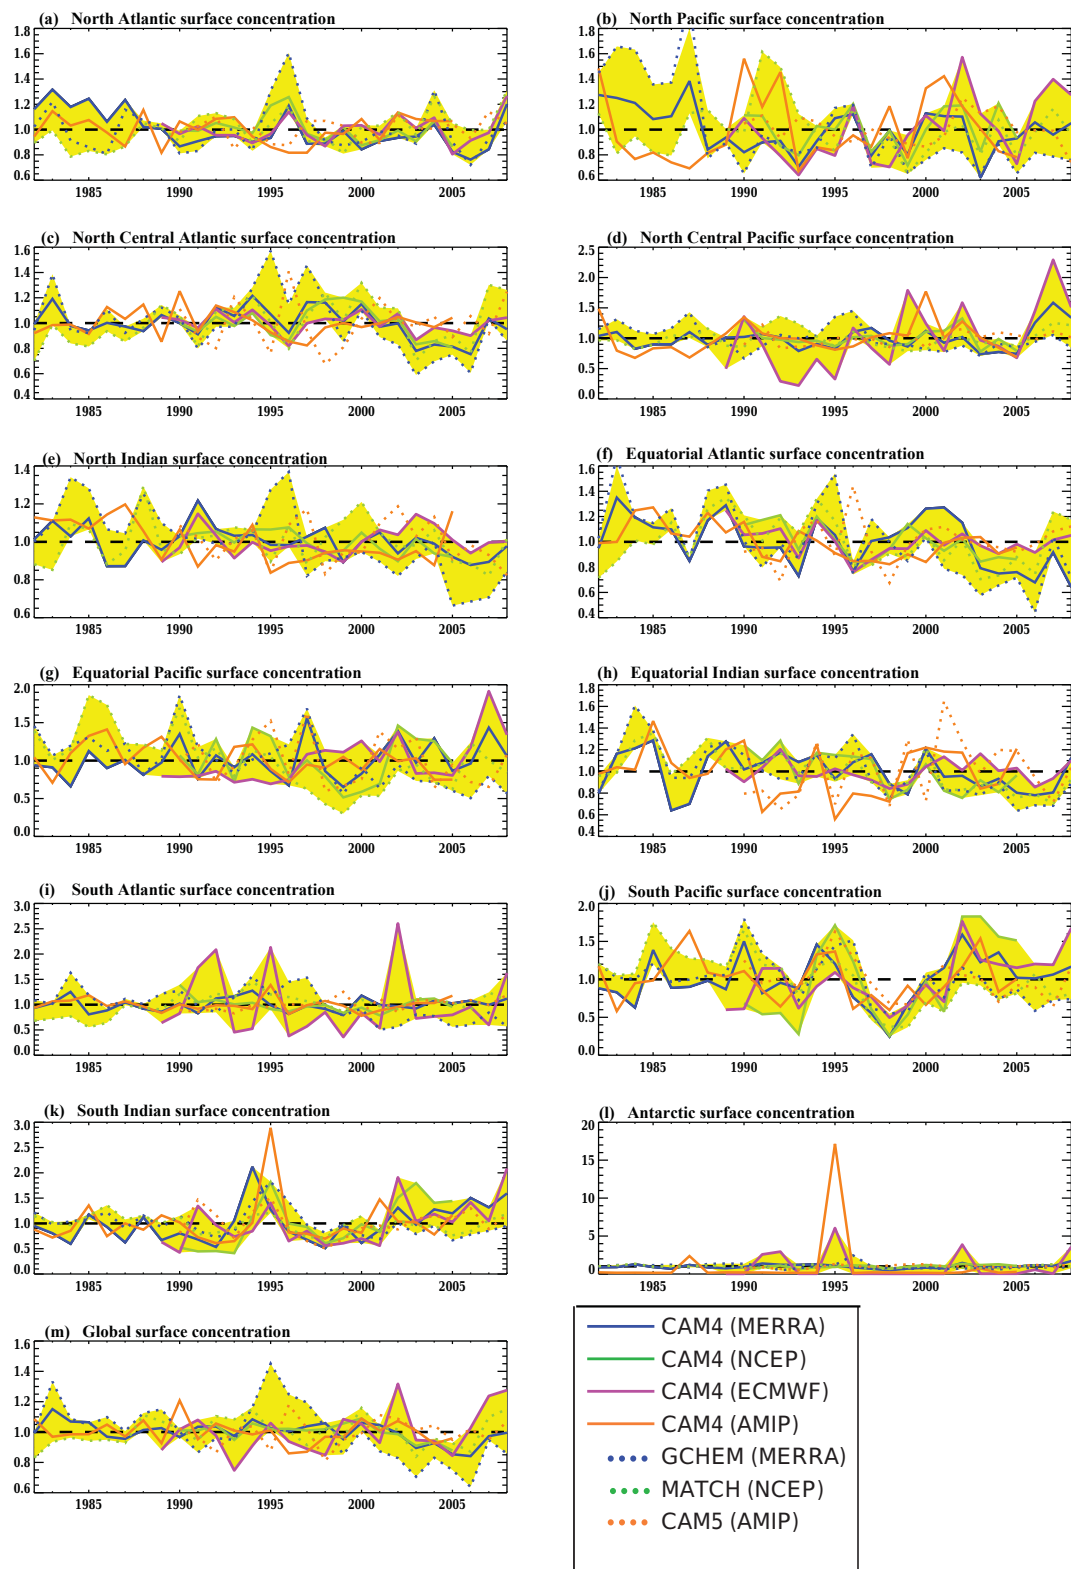 (a) North Atlantic surface concentration
1.8
1.6
1.4
1.2
1.0
0.8
0.6
1985 1990 1995 2000 2005
(b) North Pacific surface concentration
1.8
1.6
1.4
1.2
1.0
0.8
0.6
1985 1990 1995 2000 2005
(c) North Central Atlantic surface concentration
1.6
1.4
1.2
1.0
0.8
0.6
0.4
1985 1990 1995 2000 2005
(d) North Central Pacific surface concentration
2.5
2.0
1.5
1.0
0.5
0.0
1985 1990 1995 2000 2005
(e) North Indian surface concentration
1.4
1.2
1.0
0.8
0.6
1985 1990 1995 2000 2005
(f) Equatorial Atlantic surface concentration
1.6
1.4
1.2
1.0
0.8
0.6
0.4
1985 1990 1995 2000 2005
(g) Equatorial Pacific surface concentration
2.0
1.5
1.0
0.5
0.0
1985 1990 1995 2000 2005
(h) Equatorial Indian surface concentration
1.8
1.6
1.4
1.2
1.0
0.8
0.6
0.4
1985 1990 1995 2000 2005
(i) South Atlantic surface concentration
3.0
2.5
2.0
1.5
1.0
0.5
0.0
1985 1990 1995 2000 2005
(j) South Pacific surface concentration
2.0
1.5
1.0
0.5
0.0
1985 1990 1995 2000 2005
(k) South Indian surface concentration
3.0
2.5
2.0
1.5
1.0
0.5
0.0
1985 1990 1995 2000 2005
(l) Antarctic surface concentration
20
15
10
5
0
1985 1990 1995 2000 2005
(m) Global surface concentration
1.6
1.4
1.2
1.0
0.8
0.6
1985 1990 1995 2000 2005
CAM4 (MERRA)
CAM4 (NCEP)
CAM4 (ECMWF)
CAM4 (AMIP)
GCHEM (MERRA)
MATCH (NCEP)
CAM5 (AMIP)